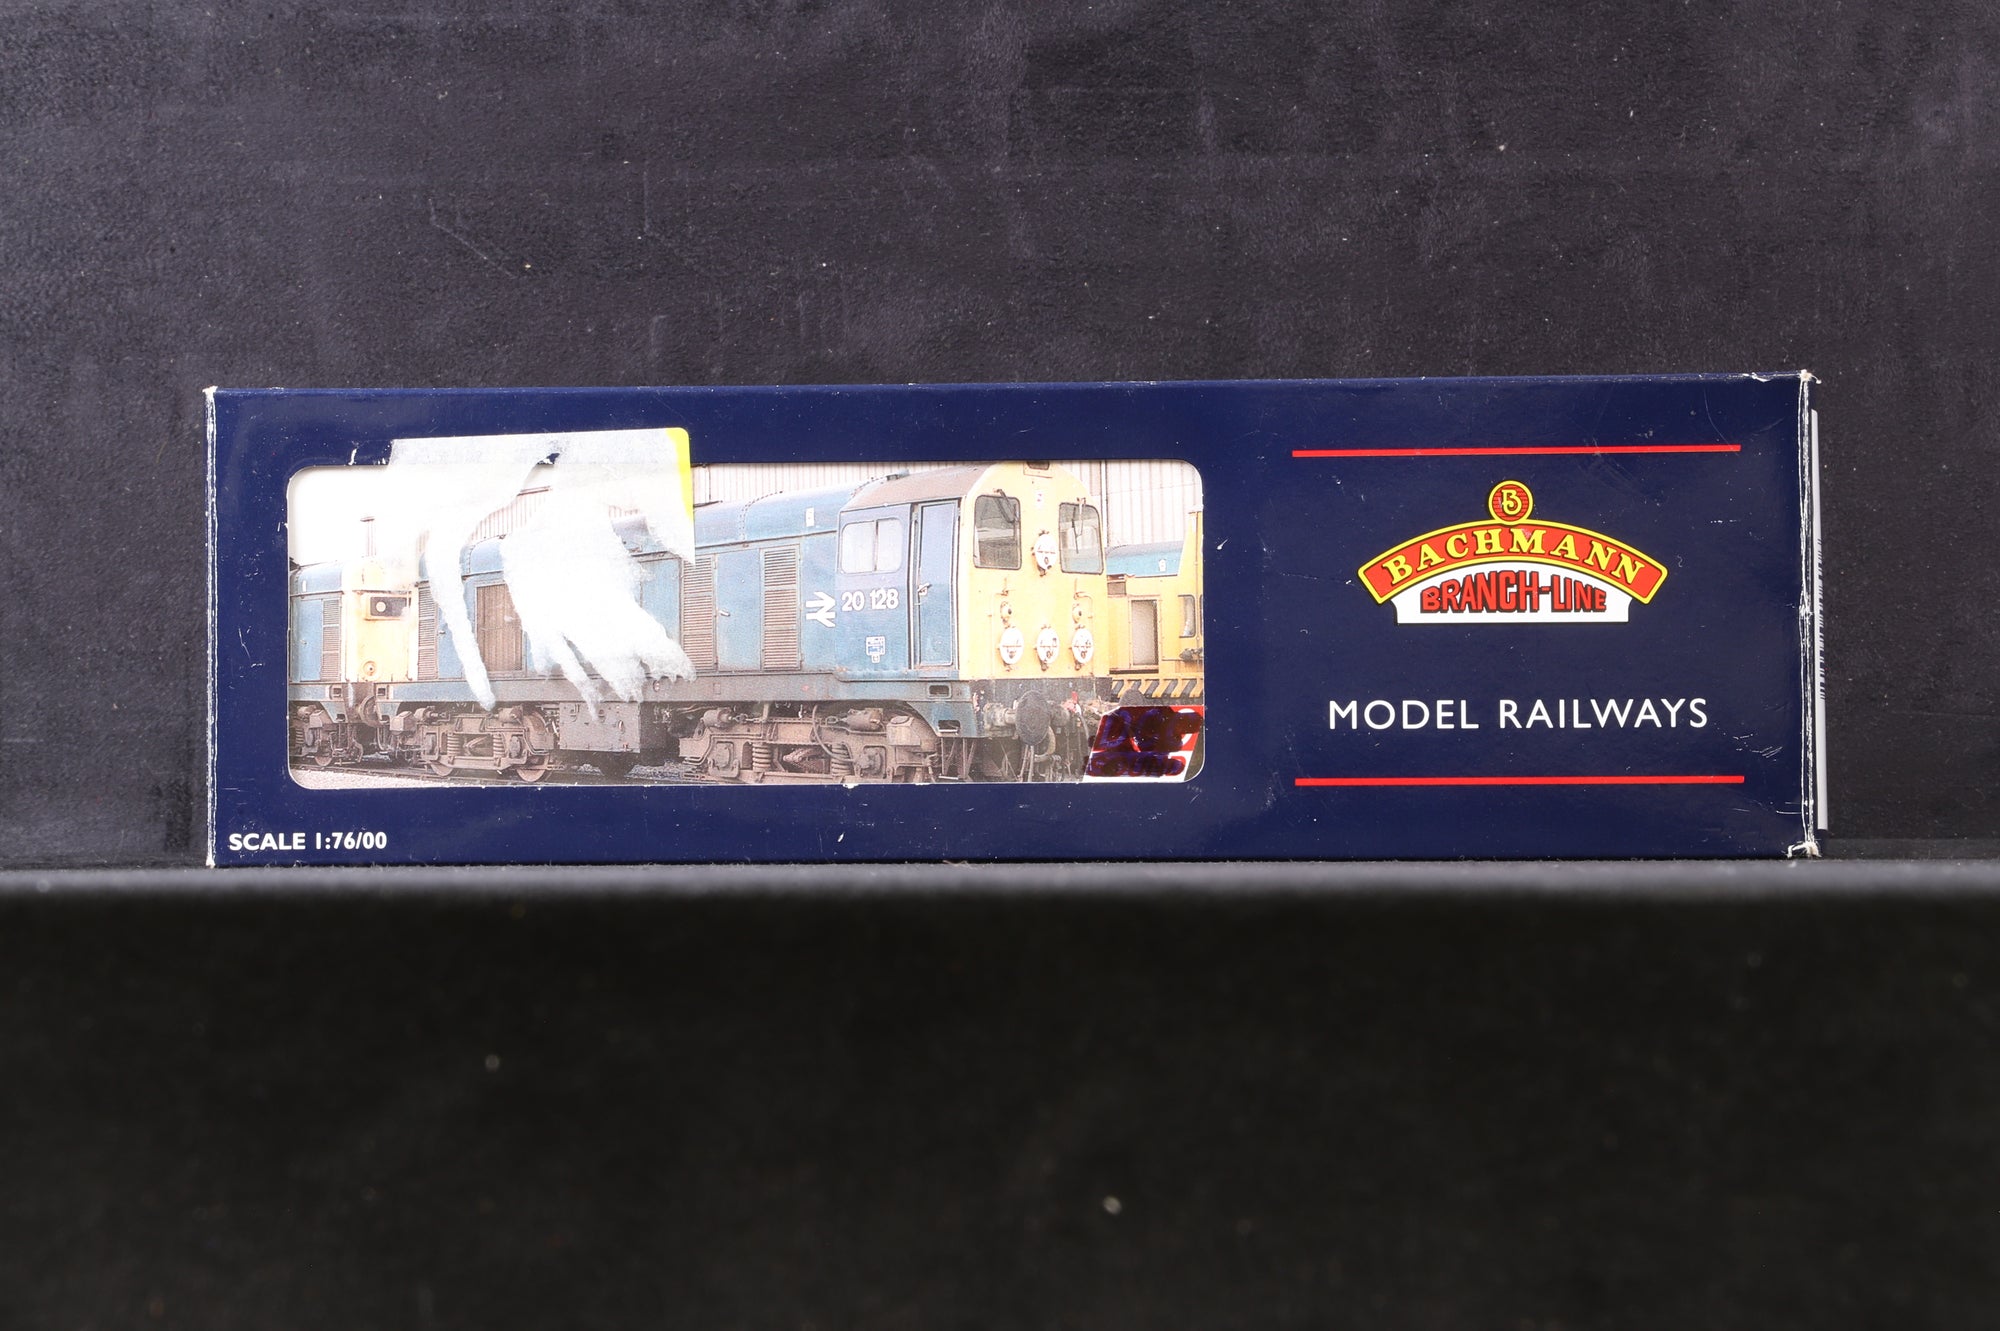 B
BACHMANN
BRANCH-LINE
MODEL RAILWAYS
20 128
SCALE 1:76/00